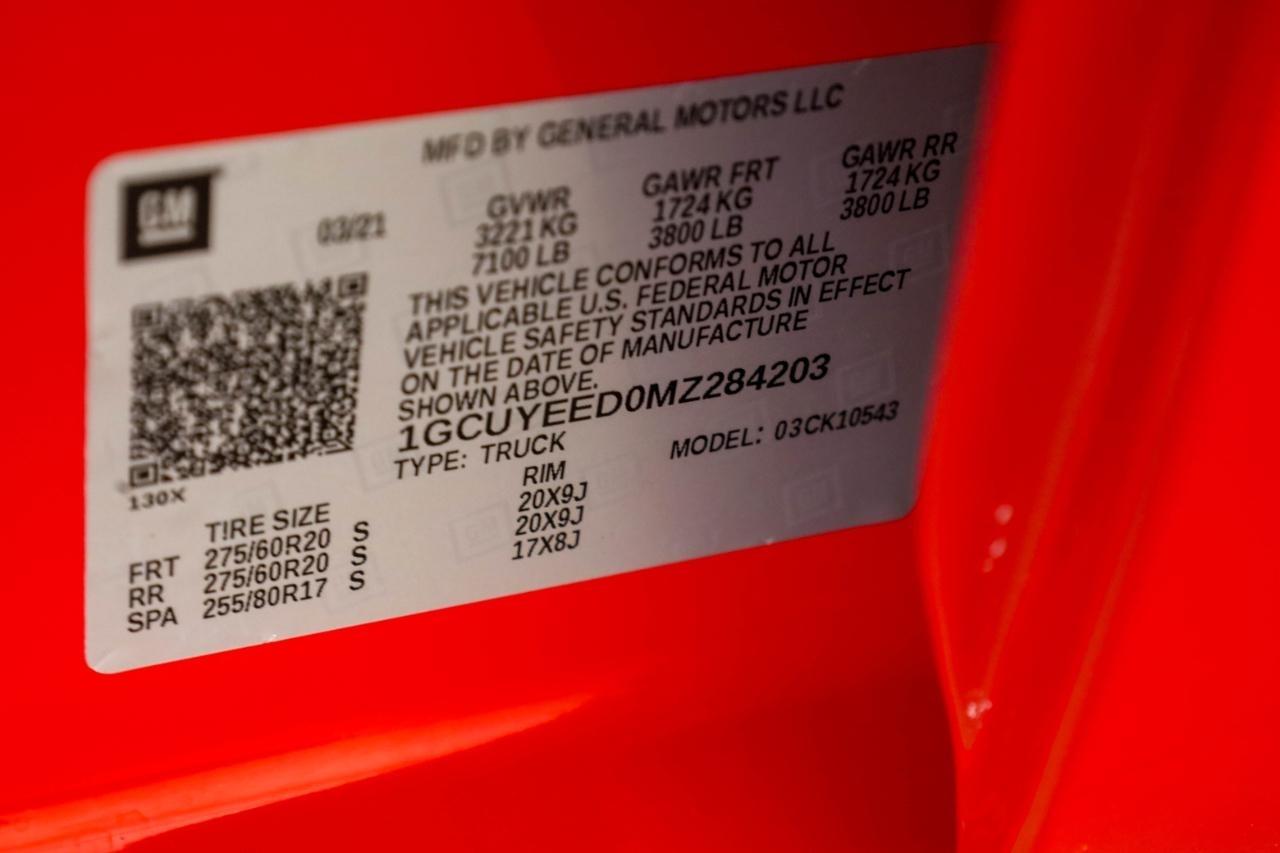 MFD BY GENERAL MOTORS LLC
GM
03/21
GVWR GAWR FRT GAWR RR
3221 KG 1724 KG 1724 KG
7100 LB 3800 LB 3800 LB
THIS VEHICLE CONFORMS TO ALL
APPLICABLE U.S. FEDERAL MOTOR
VEHICLE SAFETY STANDARDS IN EFFECT
ON THE DATE OF MANUFACTURE
SHOWN ABOVE.
1GCUYEED0MZ284203
TYPE: TRUCK MODEL: 03CK10543
130X
TIRE SIZE RIM
FRT 275/60R20 S 20X9J
RR 275/60R20 S 20X9J
SPA 255/80R17 S 17X8J